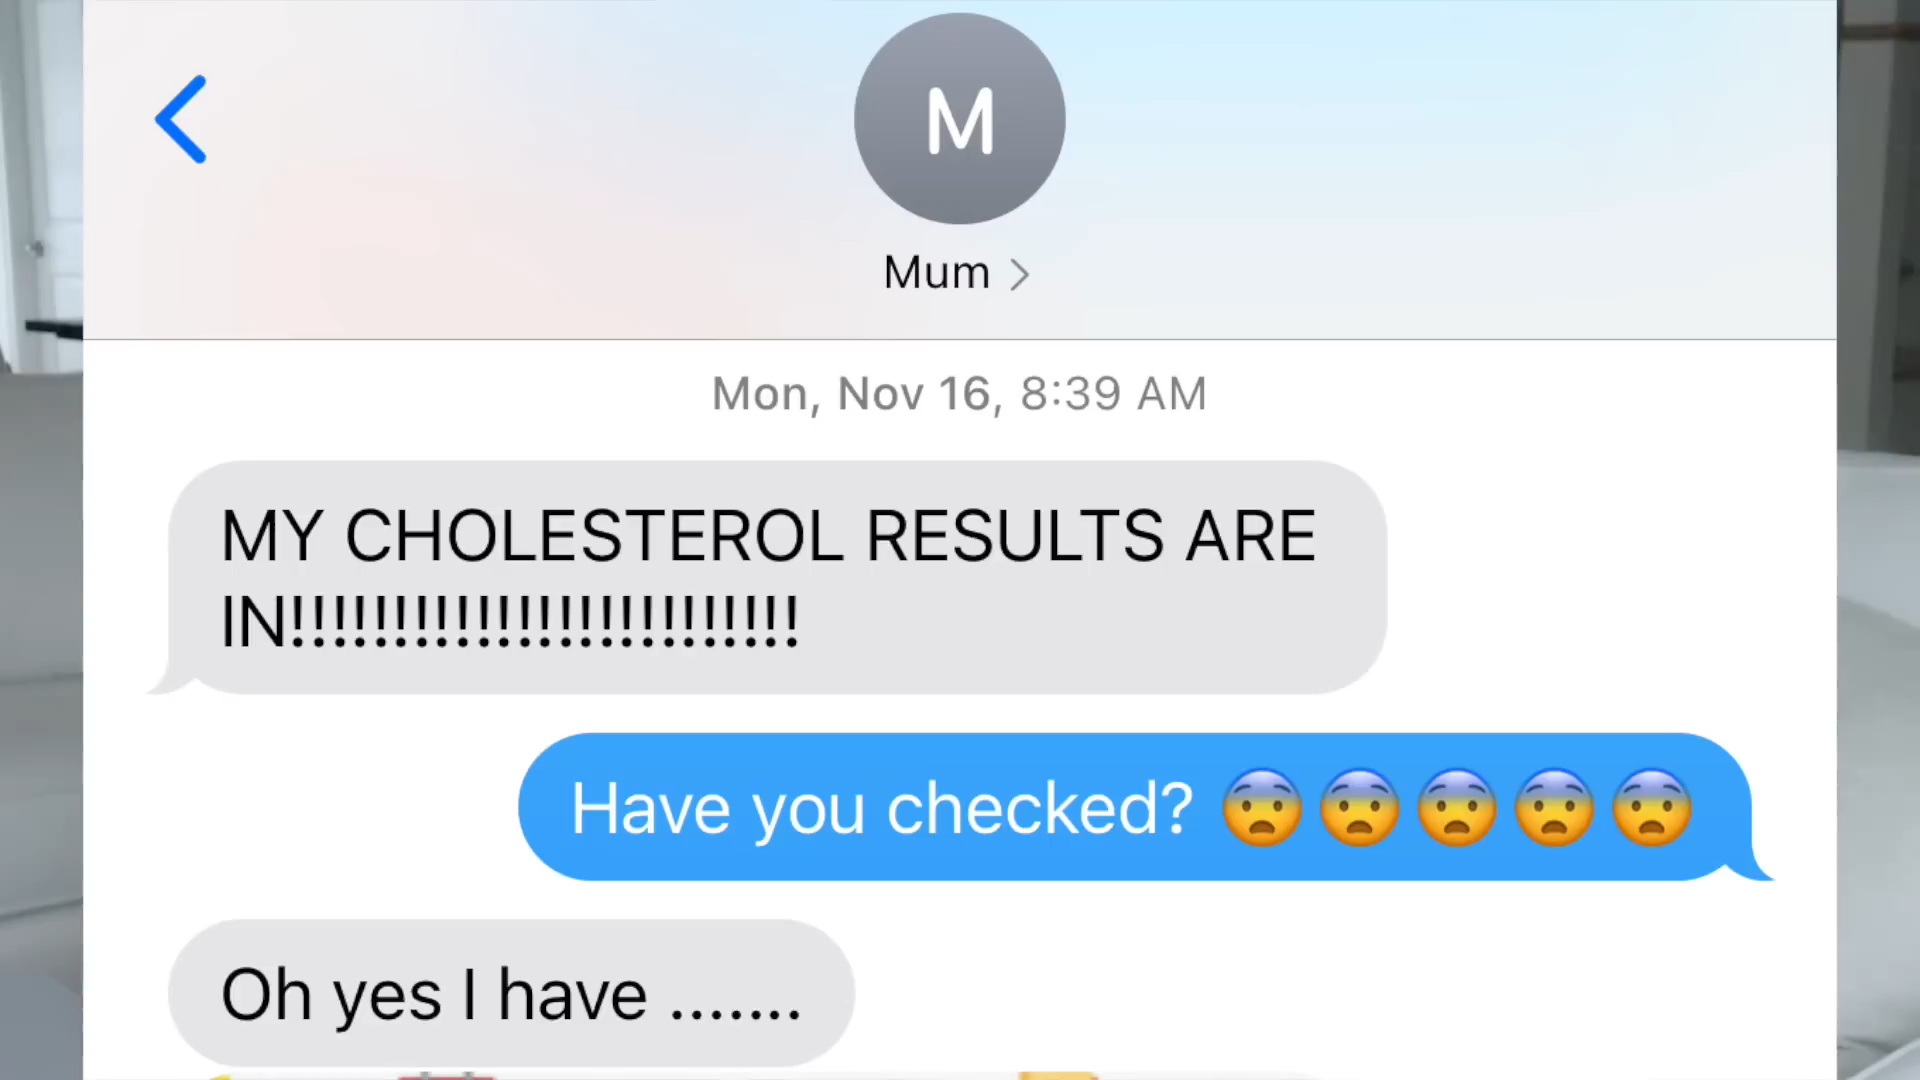 M
Mum
Mon, Nov 16, 8:39 AM
MY CHOLESTEROL RESULTS ARE
IN!!!!!!!!!!!!!!!!!!!!!!!!!
Have you checked? 😨😨😨😨😨
Oh yes I have .......